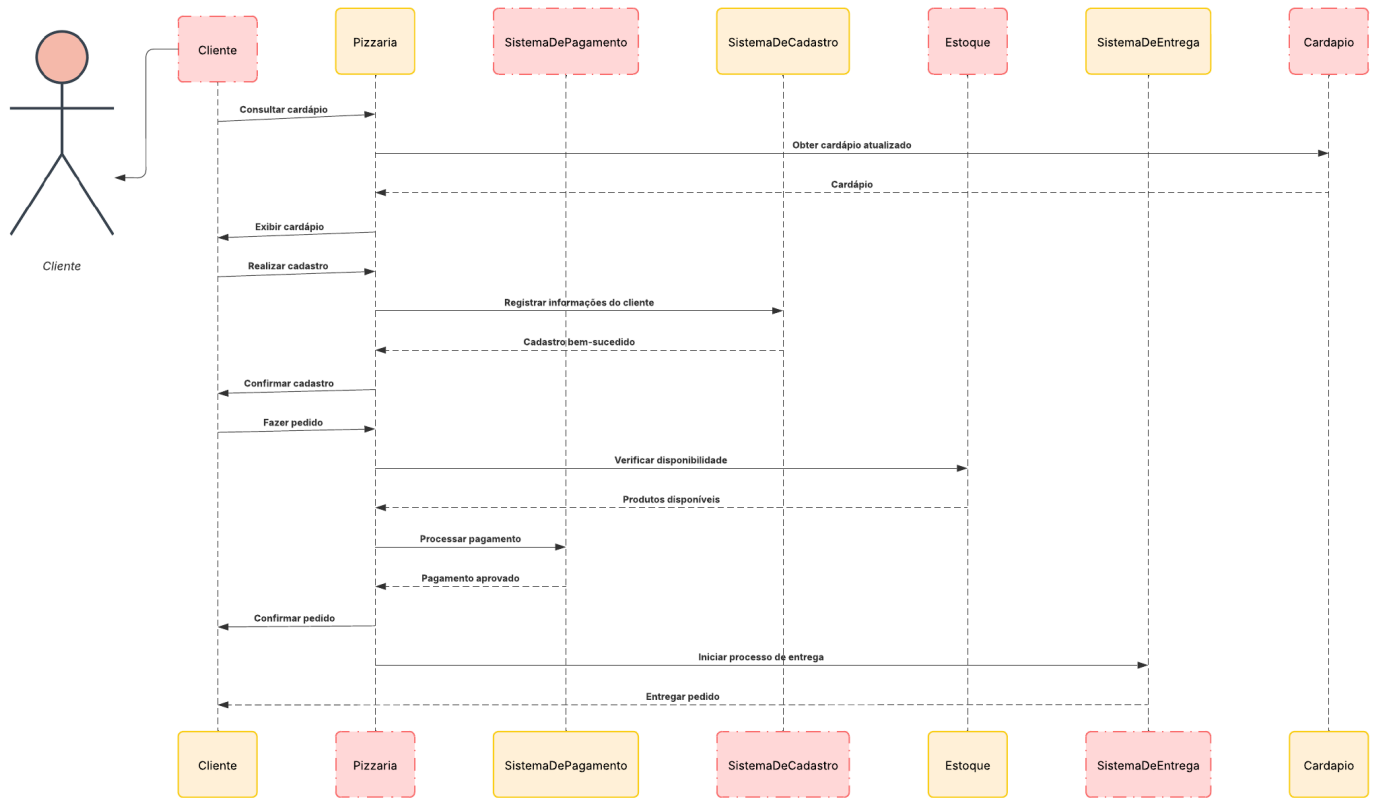 Cliente
Pizzaria
SistemaDePagamento
SistemaDeCadastro
Estoque
SistemaDeEntrega
Cardapio
Consultar cardápio
Obter cardápio atualizado
Cardápio
Exibir cardápio
Realizar cadastro
Cliente
Registrar informações do cliente
Cadastro bem-sucedido
Confirmar cadastro
Fazer pedido
Verificar disponibilidade
Produtos disponíveis
Processar pagamento
Pagamento aprovado
Confirmar pedido
Iniciar processo de entrega
Entregar pedido
Cliente
Pizzaria
SistemaDePagamento
SistemaDeCadastro
Estoque
SistemaDeEntrega
Cardapio